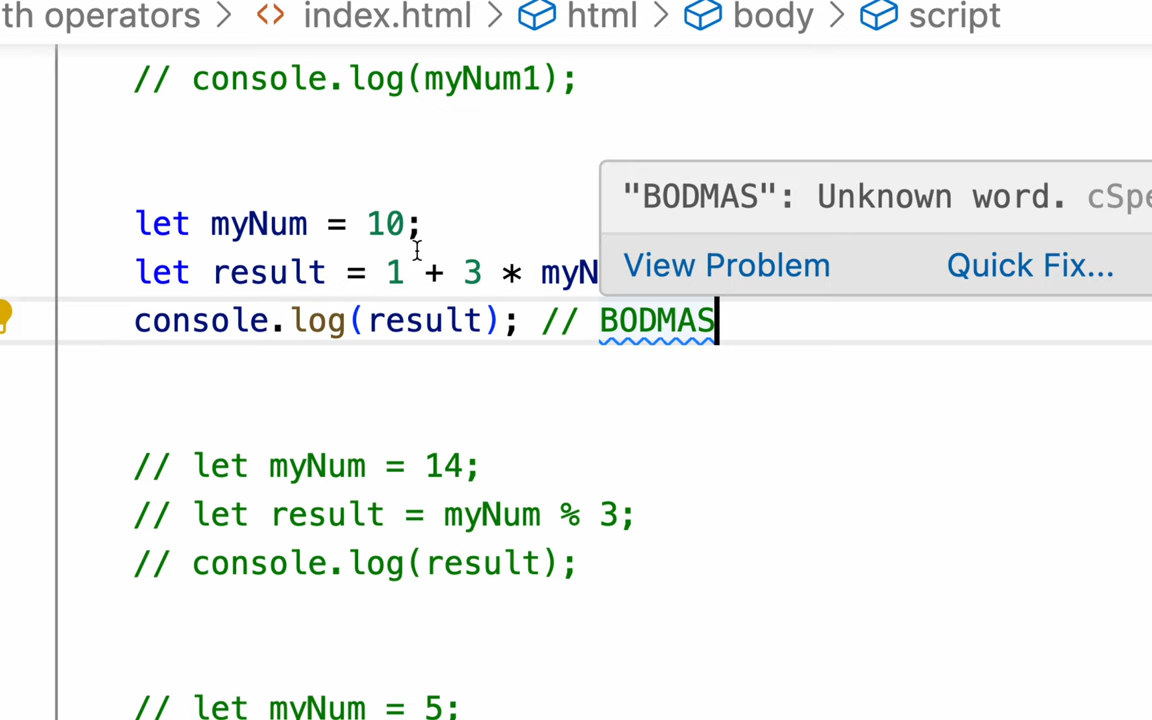 th operators > index.html > html > body > script
// console.log(myNum1);
"BODMAS": Unknown word. cSpe
let myNum = 10;
let result = 1 + 3 * myN
View Problem Quick Fix...
console.log(result); // BODMAS
// let myNum = 14;
// let result = myNum % 3;
// console.log(result);
// let myNum = 5;